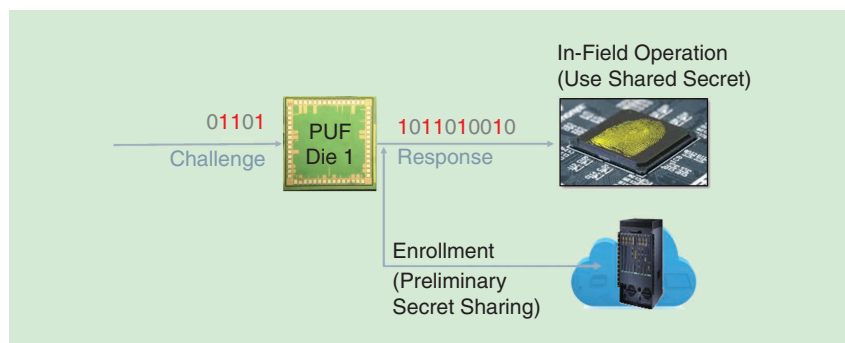 In-Field Operation
(Use Shared Secret)
01101
Challenge
PUF
Die 1
1011010010
Response
Enrollment
(Preliminary
Secret Sharing)